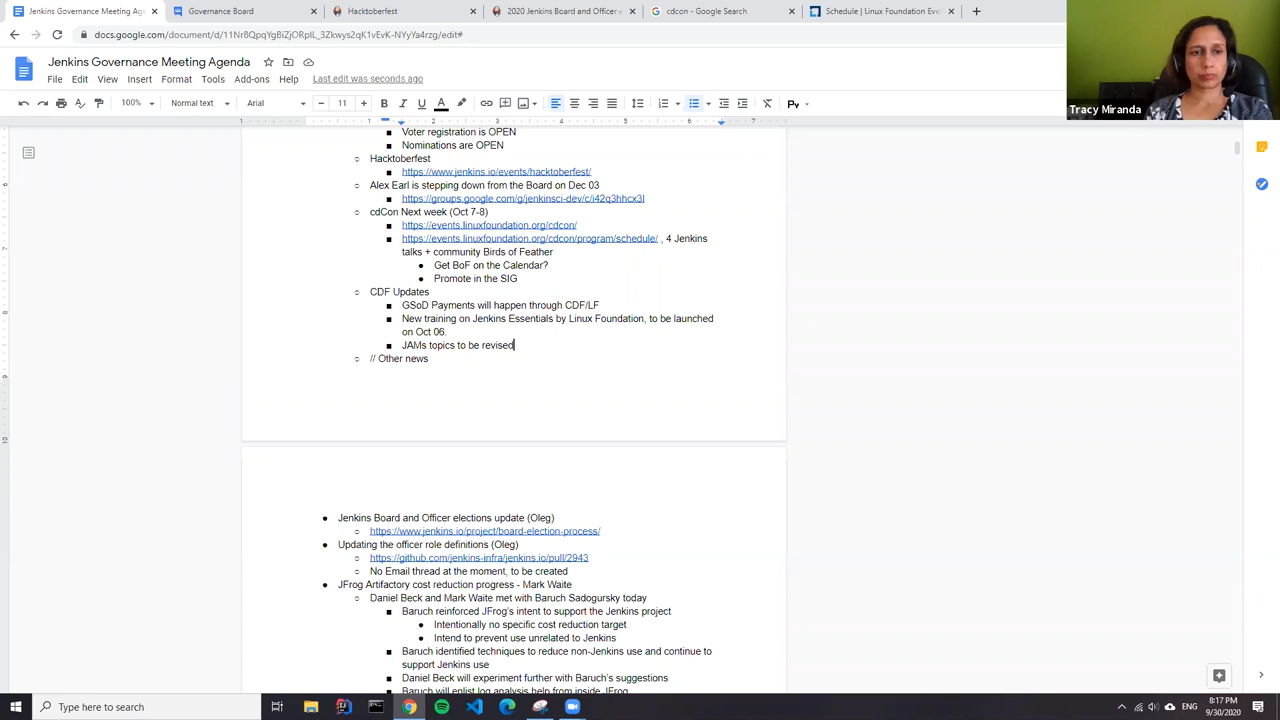 Jenkins Governance Meeting Age
Governance Board
Hacktoberfest
2020 Jenkins Board and Officer e
cdcon - Google Search
Schedule | Linux Foundation Eve
docs.google.com/document/d/11Nr8QpqYgBiZjORplL_3Zkwys2qK1vEvK-NYyYa4rzg/edit#
Jenkins Governance Meeting Agenda
File Edit View Insert Format Tools Add-ons Help Last edit was seconds ago
100% Normal text Arial 11
Tracy Miranda
Voter registration is OPEN
Nominations are OPEN
Hacktoberfest
https://www.jenkins.io/events/hacktoberfest/
Alex Earl is stepping down from the Board on Dec 03
https://groups.google.com/g/jenkinsci-dev/c/i42q3hhcx3I
cdCon Next week (Oct 7-8)
https://events.linuxfoundation.org/cdcon/
https://events.linuxfoundation.org/cdcon/program/schedule/ , 4 Jenkins
talks + community Birds of Feather
Get BoF on the Calendar?
Promote in the SIG
CDF Updates
GSoD Payments will happen through CDF/LF
New training on Jenkins Essentials by Linux Foundation, to be launched
on Oct 06.
JAMs topics to be revised
// Other news
Jenkins Board and Officer elections update (Oleg)
https://www.jenkins.io/project/board-election-process/
Updating the officer role definitions (Oleg)
https://github.com/jenkins-infra/jenkins.io/pull/2943
No Email thread at the moment, to be created
JFrog Artifactory cost reduction progress - Mark Waite
Daniel Beck and Mark Waite met with Baruch Sadogursky today
Baruch reinforced JFrog's intent to support the Jenkins project
Intentionally no specific cost reduction target
Intend to prevent use unrelated to Jenkins
Baruch identified techniques to reduce non-Jenkins use and continue to
support Jenkins use
Daniel Beck will experiment further with Baruch's suggestions
Baruch will enlist log analysis help from inside JFrog
Type here to search
8:17 PM
9/30/2020